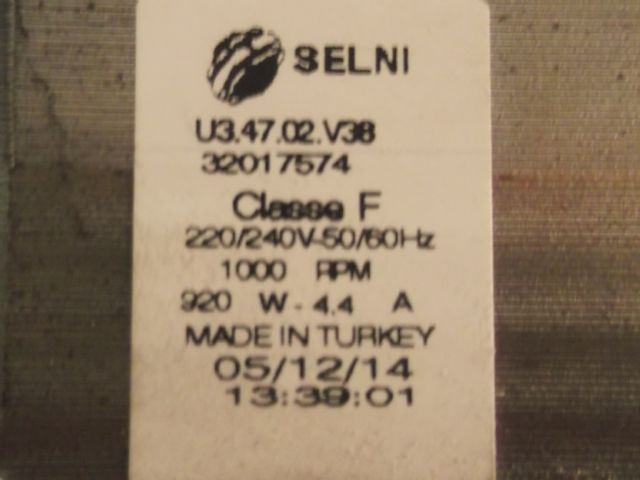 SELNI
U3.47.02.V38
32017574
Classe F
220/240V-50/60Hz
1000 RPM
920 W - 4.4 A
MADE IN TURKEY
05/12/14
13:39:01